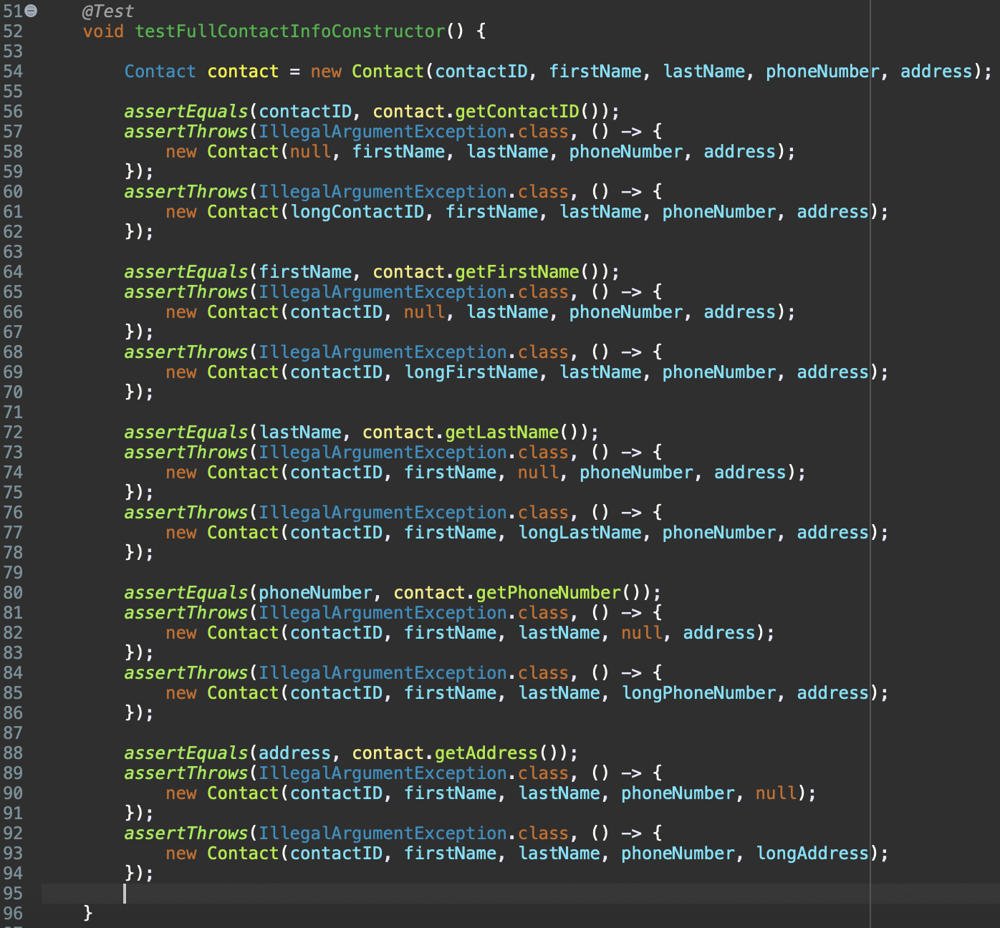 51 @Test
52 void testFullContactInfoConstructor() {
53
54 Contact contact = new Contact(contactID, firstName, lastName, phoneNumber, address);
55
56 assertEquals(contactID, contact.getContactID());
57 assertThrows(IllegalArgumentException.class, () -> {
58 new Contact(null, firstName, lastName, phoneNumber, address);
59 });
60 assertThrows(IllegalArgumentException.class, () -> {
61 new Contact(longContactID, firstName, lastName, phoneNumber, address);
62 });
63
64 assertEquals(firstName, contact.getFirstName());
65 assertThrows(IllegalArgumentException.class, () -> {
66 new Contact(contactID, null, lastName, phoneNumber, address);
67 });
68 assertThrows(IllegalArgumentException.class, () -> {
69 new Contact(contactID, longFirstName, lastName, phoneNumber, address);
70 });
71
72 assertEquals(lastName, contact.getLastName());
73 assertThrows(IllegalArgumentException.class, () -> {
74 new Contact(contactID, firstName, null, phoneNumber, address);
75 });
76 assertThrows(IllegalArgumentException.class, () -> {
77 new Contact(contactID, firstName, longLastName, phoneNumber, address);
78 });
79
80 assertEquals(phoneNumber, contact.getPhoneNumber());
81 assertThrows(IllegalArgumentException.class, () -> {
82 new Contact(contactID, firstName, lastName, null, address);
83 });
84 assertThrows(IllegalArgumentException.class, () -> {
85 new Contact(contactID, firstName, lastName, longPhoneNumber, address);
86 });
87
88 assertEquals(address, contact.getAddress());
89 assertThrows(IllegalArgumentException.class, () -> {
90 new Contact(contactID, firstName, lastName, phoneNumber, null);
91 });
92 assertThrows(IllegalArgumentException.class, () -> {
93 new Contact(contactID, firstName, lastName, phoneNumber, longAddress);
94 });
95
96 }